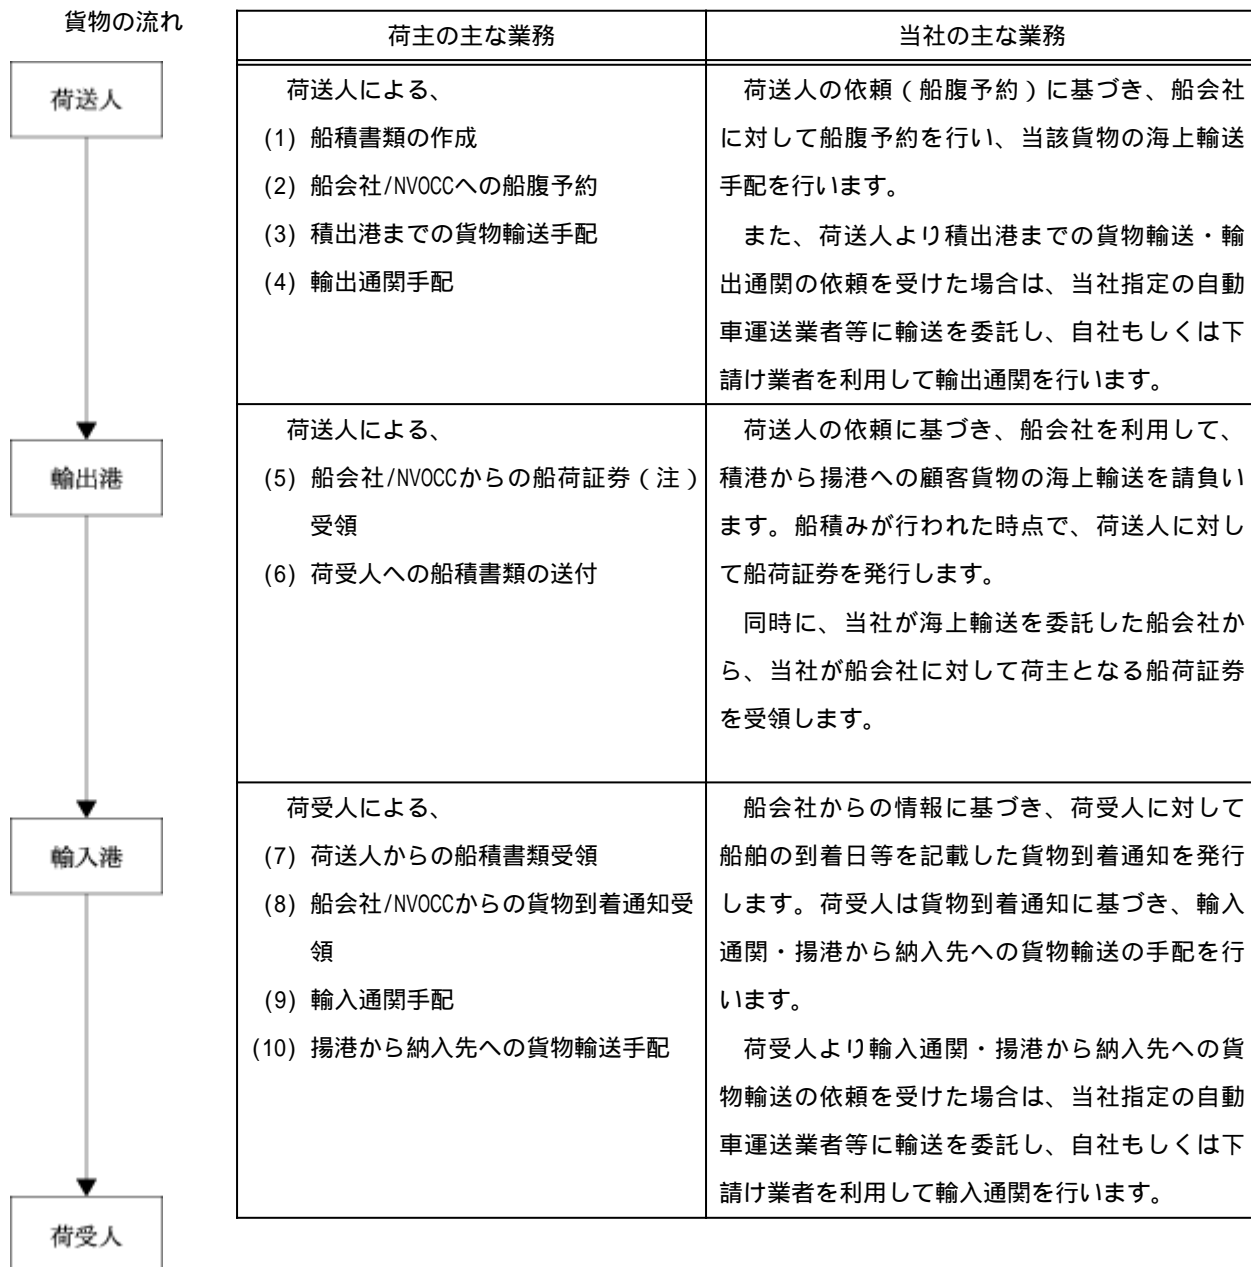 貨物の流れ
荷主の主な業務
当社の主な業務
荷送人
荷送人による、
(1) 船積書類の作成
(2) 船会社/NVOCCへの船腹予約
(3) 積出港までの貨物輸送手配
(4) 輸出通関手配
荷送人の依頼(船腹予約)に基づき、船会社
に対して船腹予約を行い、当該貨物の海上輸送
手配を行います。
また、荷送人より積出港までの貨物輸送・輸
出通関の依頼を受けた場合は、当社指定の自動
車運送業者等に輸送を委託し、自社もしくは下
請け業者を利用して輸出通関を行います。
輸出港
荷送人による、
(5) 船会社/NVOCCからの船荷証券(注)
受領
(6) 荷受人への船積書類の送付
荷送人の依頼に基づき、船会社を利用して、
積港から揚港への顧客貨物の海上輸送を請負い
ます。船積みが行われた時点で、荷送人に対し
て船荷証券を発行します。
同時に、当社が海上輸送を委託した船会社か
ら、当社が船会社に対して荷主となる船荷証券
を受領します。
輸入港
荷受人による、
(7) 荷送人からの船積書類受領
(8) 船会社/NVOCCからの貨物到着通知受
領
(9) 輸入通関手配
(10) 揚港から納入先への貨物輸送手配
船会社からの情報に基づき、荷受人に対して
船舶の到着日等を記載した貨物到着通知を発行
します。荷受人は貨物到着通知に基づき、輸入
通関・揚港から納入先への貨物輸送の手配を行
います。
荷受人より輸入通関・揚港から納入先への貨
物輸送の依頼を受けた場合は、当社指定の自動
車運送業者等に輸送を委託し、自社もしくは下
請け業者を利用して輸入通関を行います。
荷受人